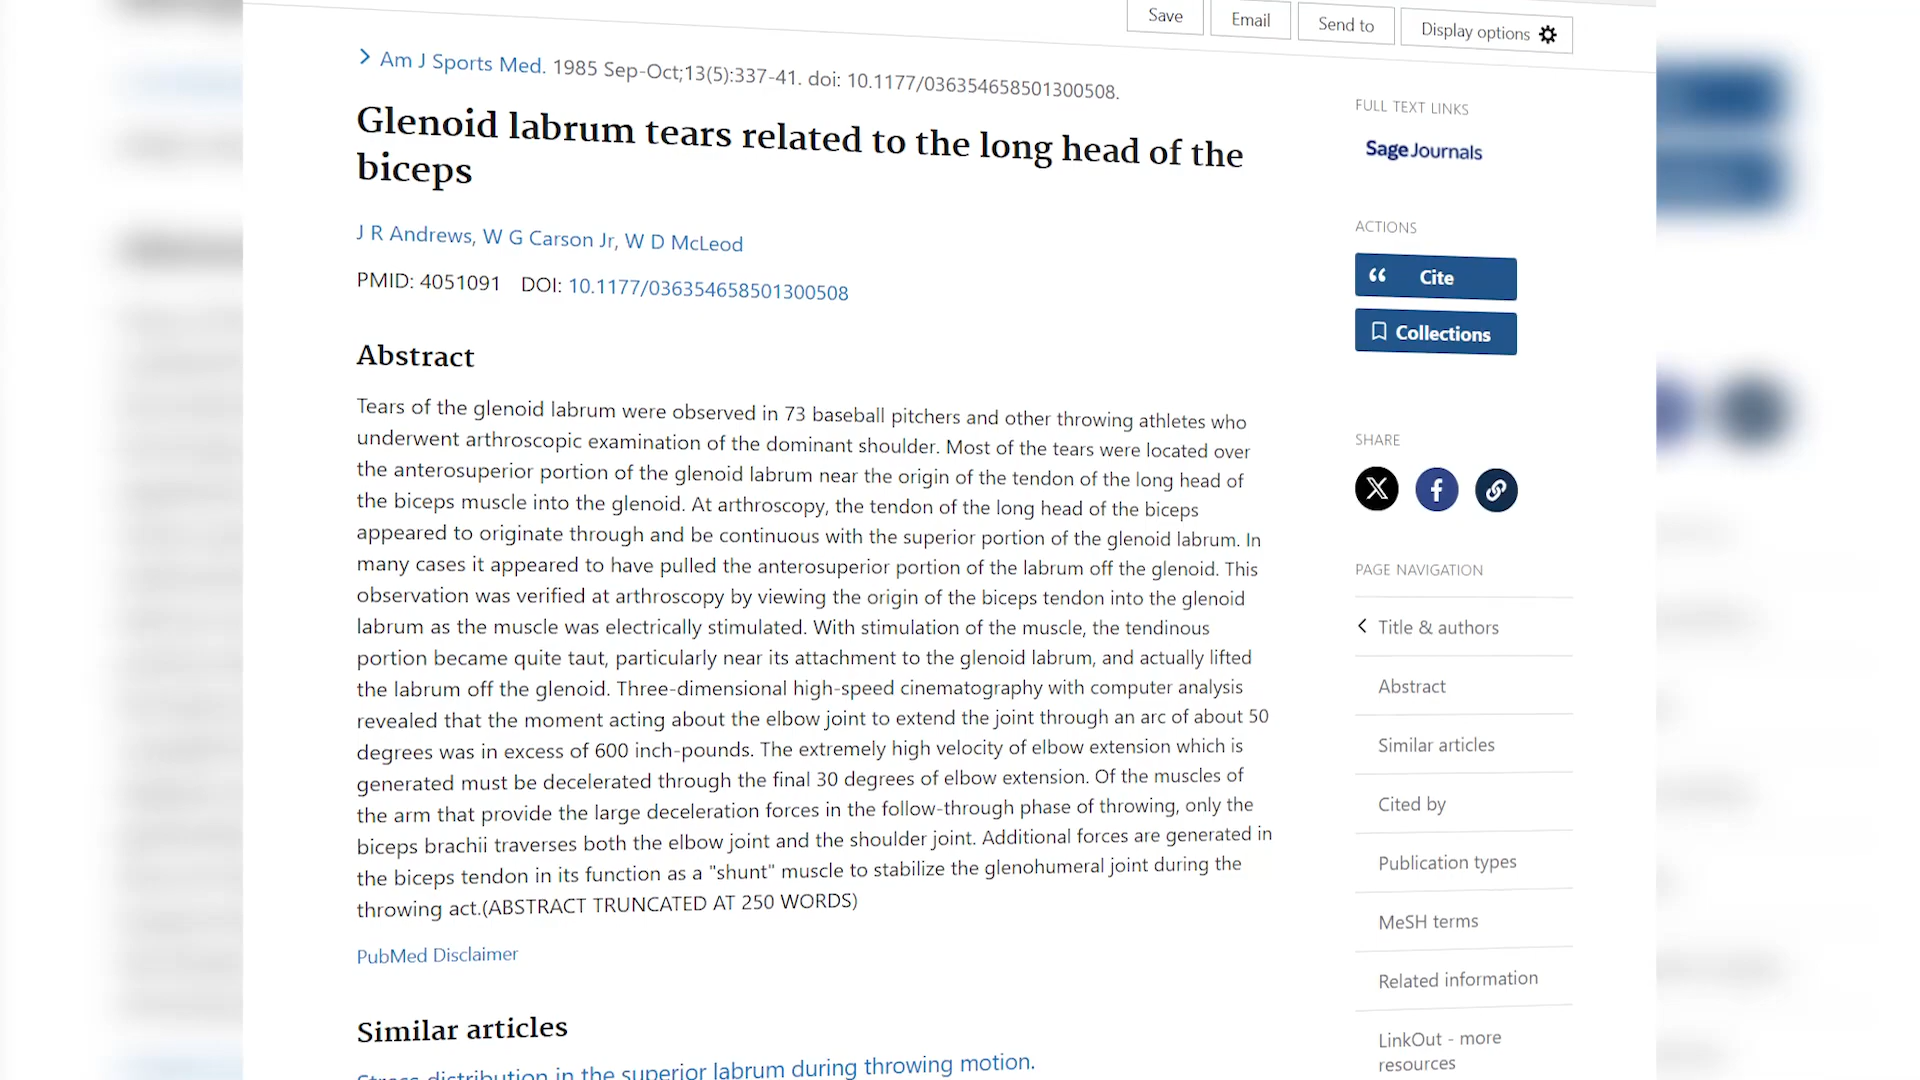 Save
Email
Send to
Display options
Am J Sports Med. 1985 Sep-Oct;13(5):337-41. doi: 10.1177/036354658501300508.
Glenoid labrum tears related to the long head of the
biceps
J R Andrews, W G Carson Jr, W D McLeod
PMID: 4051091 DOI: 10.1177/036354658501300508
Abstract
Tears of the glenoid labrum were observed in 73 baseball pitchers and other throwing athletes who
underwent arthroscopic examination of the dominant shoulder. Most of the tears were located over
the anterosuperior portion of the glenoid labrum near the origin of the tendon of the long head of
the biceps muscle into the glenoid. At arthroscopy, the tendon of the long head of the biceps
appeared to originate through and be continuous with the superior portion of the glenoid labrum. In
many cases it appeared to have pulled the anterosuperior portion of the labrum off the glenoid. This
observation was verified at arthroscopy by viewing the origin of the biceps tendon into the glenoid
labrum as the muscle was electrically stimulated. With stimulation of the muscle, the tendinous
portion became quite taut, particularly near its attachment to the glenoid labrum, and actually lifted
the labrum off the glenoid. Three-dimensional high-speed cinematography with computer analysis
revealed that the moment acting about the elbow joint to extend the joint through an arc of about 50
degrees was in excess of 600 inch-pounds. The extremely high velocity of elbow extension which is
generated must be decelerated through the final 30 degrees of elbow extension. Of the muscles of
the arm that provide the large deceleration forces in the follow-through phase of throwing, only the
biceps brachii traverses both the elbow joint and the shoulder joint. Additional forces are generated in
the biceps tendon in its function as a "shunt" muscle to stabilize the glenohumeral joint during the
throwing act.(ABSTRACT TRUNCATED AT 250 WORDS)
PubMed Disclaimer
Similar articles
Stress distribution in the superior labrum during throwing motion.
FULL TEXT LINKS
Sage Journals
ACTIONS
Cite
Collections
SHARE
PAGE NAVIGATION
Title & authors
Abstract
Similar articles
Cited by
Publication types
MeSH terms
Related information
LinkOut - more
resources